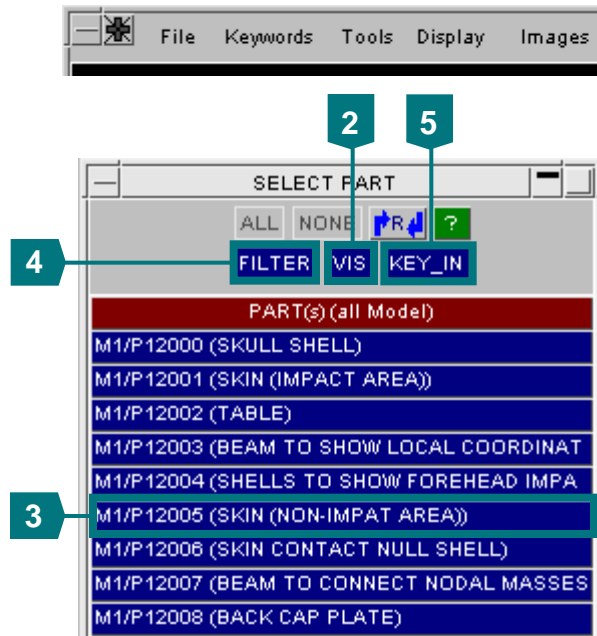 File Keywords Tools Display Images
2 5
SELECT PART
ALL NONE R ?
4 FILTER VIS KEY_IN
PART(s) (all Model)
M1/P12000 (SKULL SHELL)
M1/P12001 (SKIN (IMPACT AREA))
M1/P12002 (TABLE)
M1/P12003 (BEAM TO SHOW LOCAL COORDINAT
M1/P12004 (SHELLS TO SHOW FOREHEAD IMPA
3 M1/P12005 (SKIN (NON-IMPAT AREA))
M1/P12006 (SKIN CONTACT NULL SHELL)
M1/P12007 (BEAM TO CONNECT NODAL MASSES
M1/P12008 (BACK CAP PLATE)